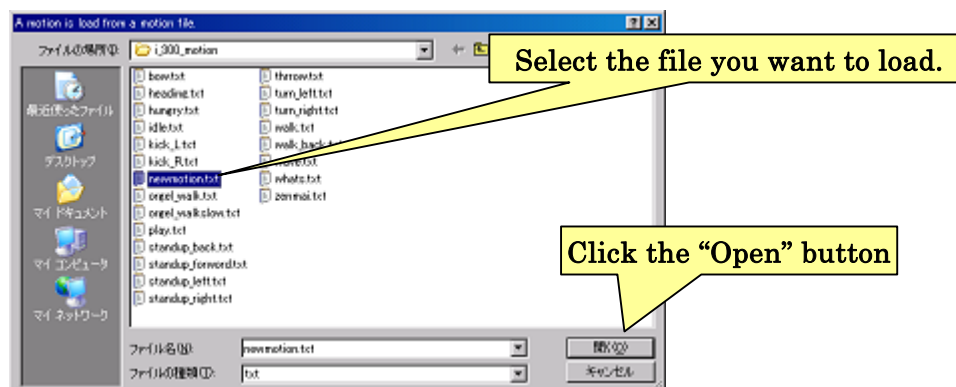 A motion is load from a motion file.
ファイルの場所(I):
i_300_motion
Select the file you want to load.
最近使ったファイル
デスクトップ
マイ ドキュメント
マイ コンピュータ
マイ ネットワーク
bow.txt
heading.txt
hungry.txt
idle.txt
kick_L.txt
kick_R.txt
newmotion.txt
orgel_walk.txt
orgel_walkslow.txt
play.txt
standup_back.txt
standup_forword.txt
standup_left.txt
standup_right.txt
throw.txt
turn_left.txt
turn_right.txt
walk.txt
walk_back.txt
whats.txt
zenmai.txt
Click the “Open” button
ファイル名(N):
newmotion.txt
開く(O)
ファイルの種類(T):
txt
キャンセル